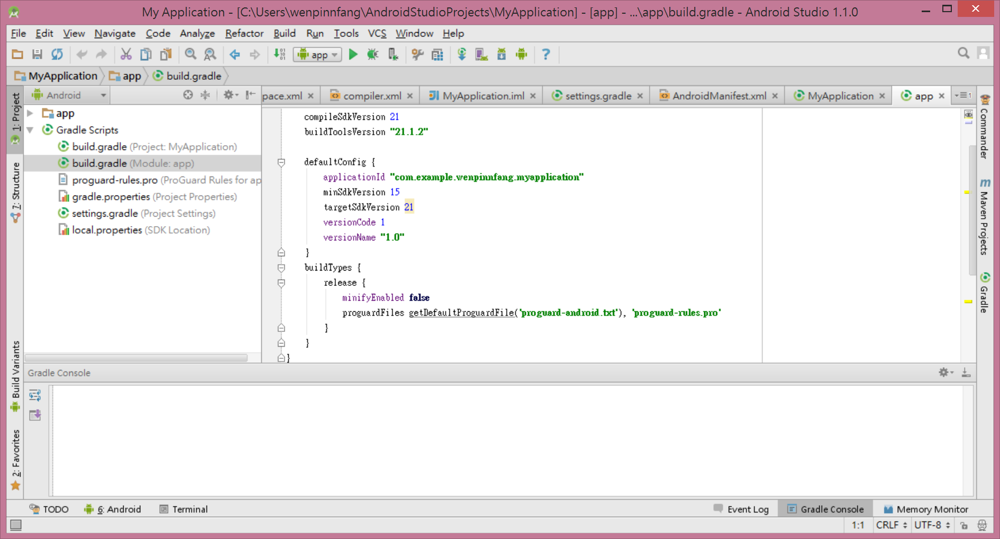 My Application - [C:\Users\wenpinnfang\AndroidStudioProjects\MyApplication] - [app] - ...\app\build.gradle - Android Studio 1.1.0
File Edit View Navigate Code Analyze Refactor Build Run Tools VCS Window Help
app
MyApplication app build.gradle
Android
pace.xml compiler.xml MyApplication.iml settings.gradle AndroidManifest.xml MyApplication app
1: Project
7: Structure
Build Variants
2: Favorites
app
Gradle Scripts
build.gradle (Project: MyApplication)
build.gradle (Module: app)
proguard-rules.pro (ProGuard Rules for ap
gradle.properties (Project Properties)
settings.gradle (Project Settings)
local.properties (SDK Location)
compileSdkVersion 21
buildToolsVersion "21.1.2"
defaultConfig {
applicationId "com.example.wenpinnfang.myapplication"
minSdkVersion 15
targetSdkVersion 21
versionCode 1
versionName "1.0"
}
buildTypes {
release {
minifyEnabled false
proguardFiles getDefaultProguardFile('proguard-android.txt'), 'proguard-rules.pro'
}
}
}
Commander
Maven Projects
Gradle
Gradle Console
TODO 6: Android Terminal Event Log Gradle Console Memory Monitor
1:1 CRLF UTF-8